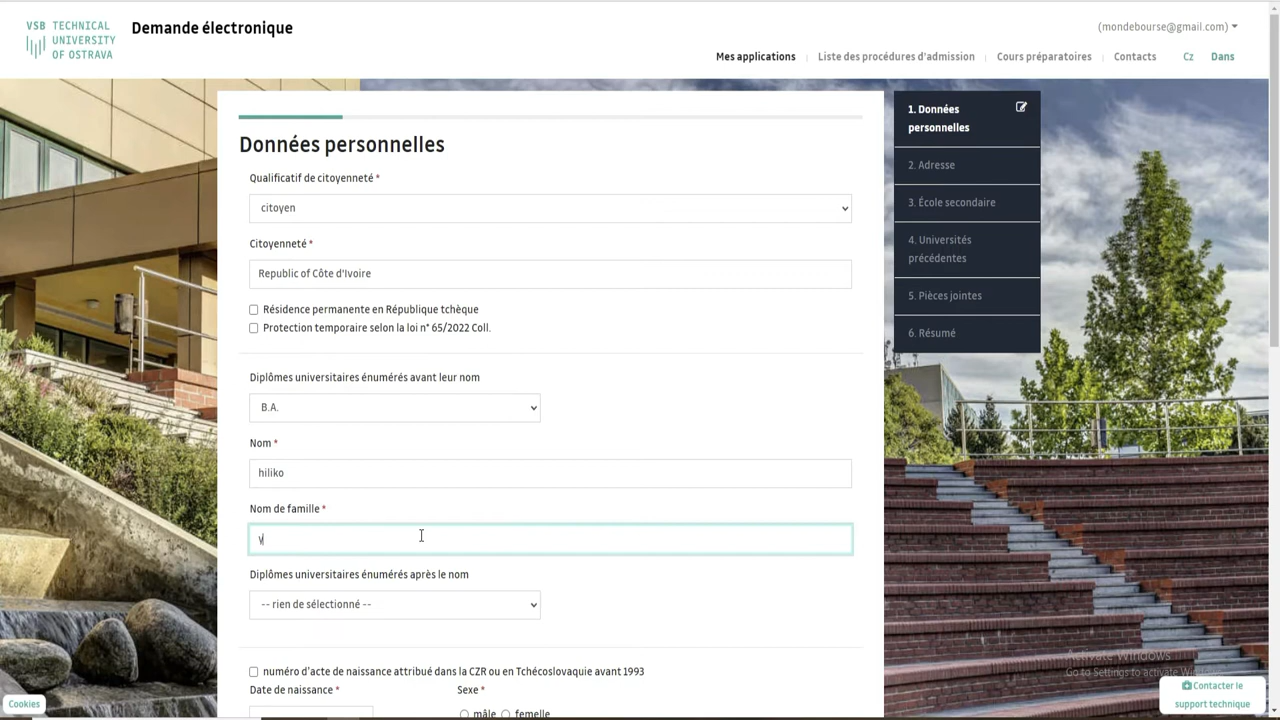 VSB TECHNICAL
UNIVERSITY
OF OSTRAVA
Demande électronique
(mondebourse@gmail.com)
Mes applications
Liste des procédures d'admission
Cours préparatoires
Contacts
Cz
Dans
Données personnelles
Qualificatif de citoyenneté *
citoyen
Citoyenneté *
Republic of Côte d'Ivoire
Résidence permanente en République tchèque
Protection temporaire selon la loi n° 65/2022 Coll.
Diplômes universitaires énumérés avant leur nom
B.A.
Nom *
hiliko
Nom de famille *
y
Diplômes universitaires énumérés après le nom
-- rien de sélectionné --
numéro d'acte de naissance attribué dans la CZR ou en Tchécoslovaquie avant 1993
Date de naissance *
Sexe *
mâle
femelle
1. Données
personnelles
2. Adresse
3. École secondaire
4. Universités
précédentes
5. Pièces jointes
6. Résumé
Activate Windows
Go to Settings to activate Win
Contacter le
support technique
Cookies